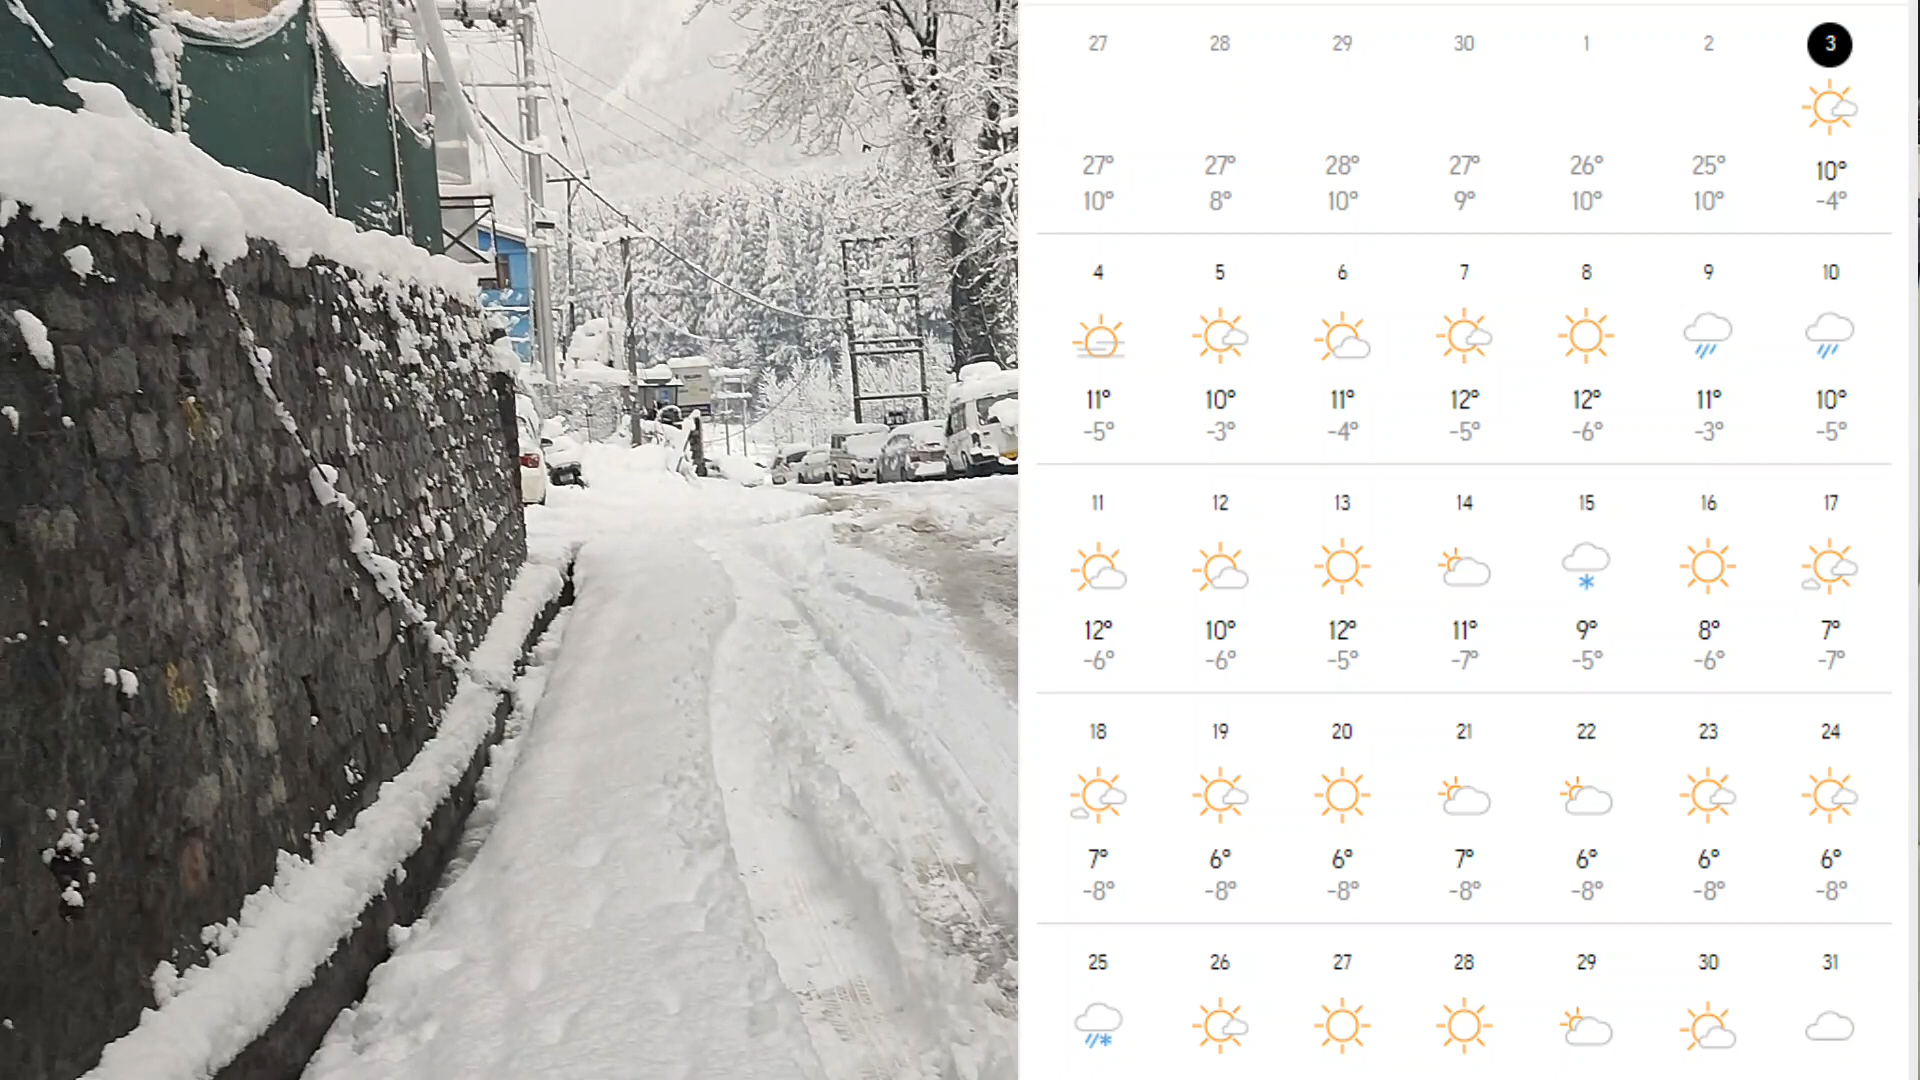 27 28 29 30 1 2 3
27° 27° 28° 27° 26° 25° 10°
10° 8° 10° 9° 10° 10° -4°
4 5 6 7 8 9 10
11° 10° 11° 12° 12° 11° 10°
-5° -3° -4° -5° -6° -3° -5°
11 12 13 14 15 16 17
12° 10° 12° 11° 9° 8° 7°
-6° -6° -5° -7° -5° -6° -7°
18 19 20 21 22 23 24
7° 6° 6° 7° 6° 6° 6°
-8° -8° -8° -8° -8° -8° -8°
25 26 27 28 29 30 31